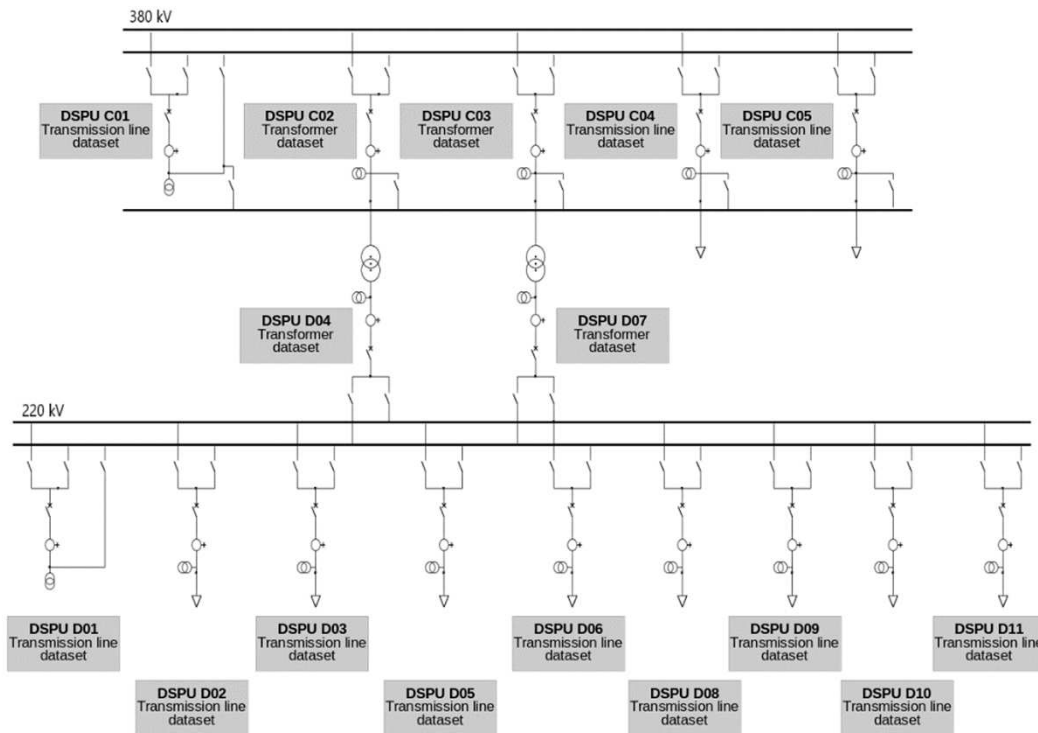 380 kV
DSPU C01
Transmission line
dataset
DSPU C02
Transformer
dataset
DSPU C03
Transformer
dataset
DSPU C04
Transmission line
dataset
DSPU C05
Transmission line
dataset
DSPU D04
Transformer
dataset
DSPU D07
Transformer
dataset
220 kV
DSPU D01
Transmission line
dataset
DSPU D03
Transmission line
dataset
DSPU D06
Transmission line
dataset
DSPU D09
Transmission line
dataset
DSPU D11
Transmission line
dataset
DSPU D02
Transmission line
dataset
DSPU D05
Transmission line
dataset
DSPU D08
Transmission line
dataset
DSPU D10
Transmission line
dataset